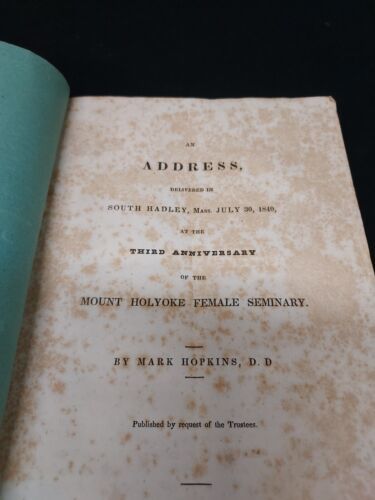 AN
ADDRESS,
DELIVERED IN
SOUTH HADLEY, Mass. JULY 30, 1840,
AT THE
THIRD ANNIVERSARY
OF THE
MOUNT HOLYOKE FEMALE SEMINARY.
BY MARK HOPKINS, D. D
Published by request of the Trustees.